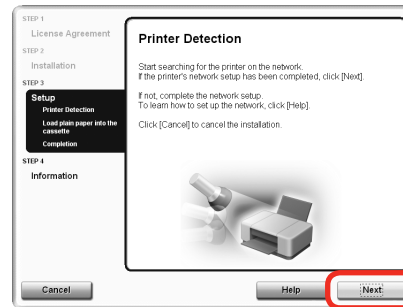 STEP 1
License Agreement
STEP 2
Installation
STEP 3
Setup
Printer Detection
Load plain paper into the
cassette
Completion
STEP 4
Information
Printer Detection
Start searching for the printer on the network.
If the printer's network setup has been completed, click [Next].
If not, complete the network setup.
To learn how to set up the network, click [Help].
Click [Cancel] to cancel the installation.
Cancel
Help
Next